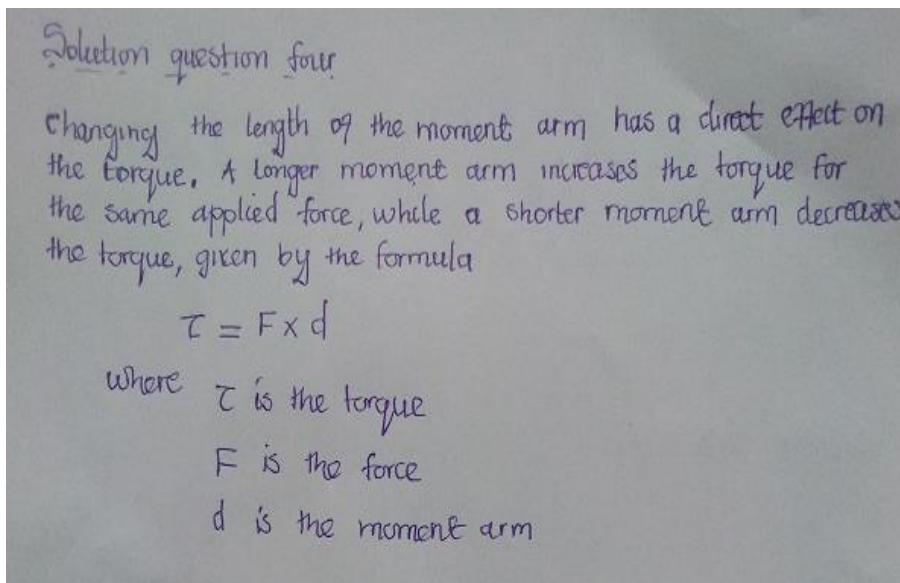 Solution question four
Changing the length of the moment arm has a direct effect on
the torque. A longer moment arm increases the torque for
the same applied force, while a shorter moment arm decreases
the torque, given by the formula
τ = F x d
where τ is the torque
F is the force
d is the moment arm